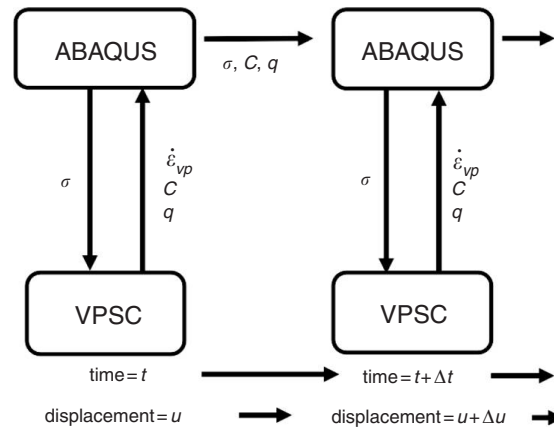 ABAQUS
σ, C, q
ABAQUS
σ
ε̇vp
C
q
σ
ε̇vp
C
q
VPSC
VPSC
time = t
time = t + Δt
displacement = u
displacement = u + Δu